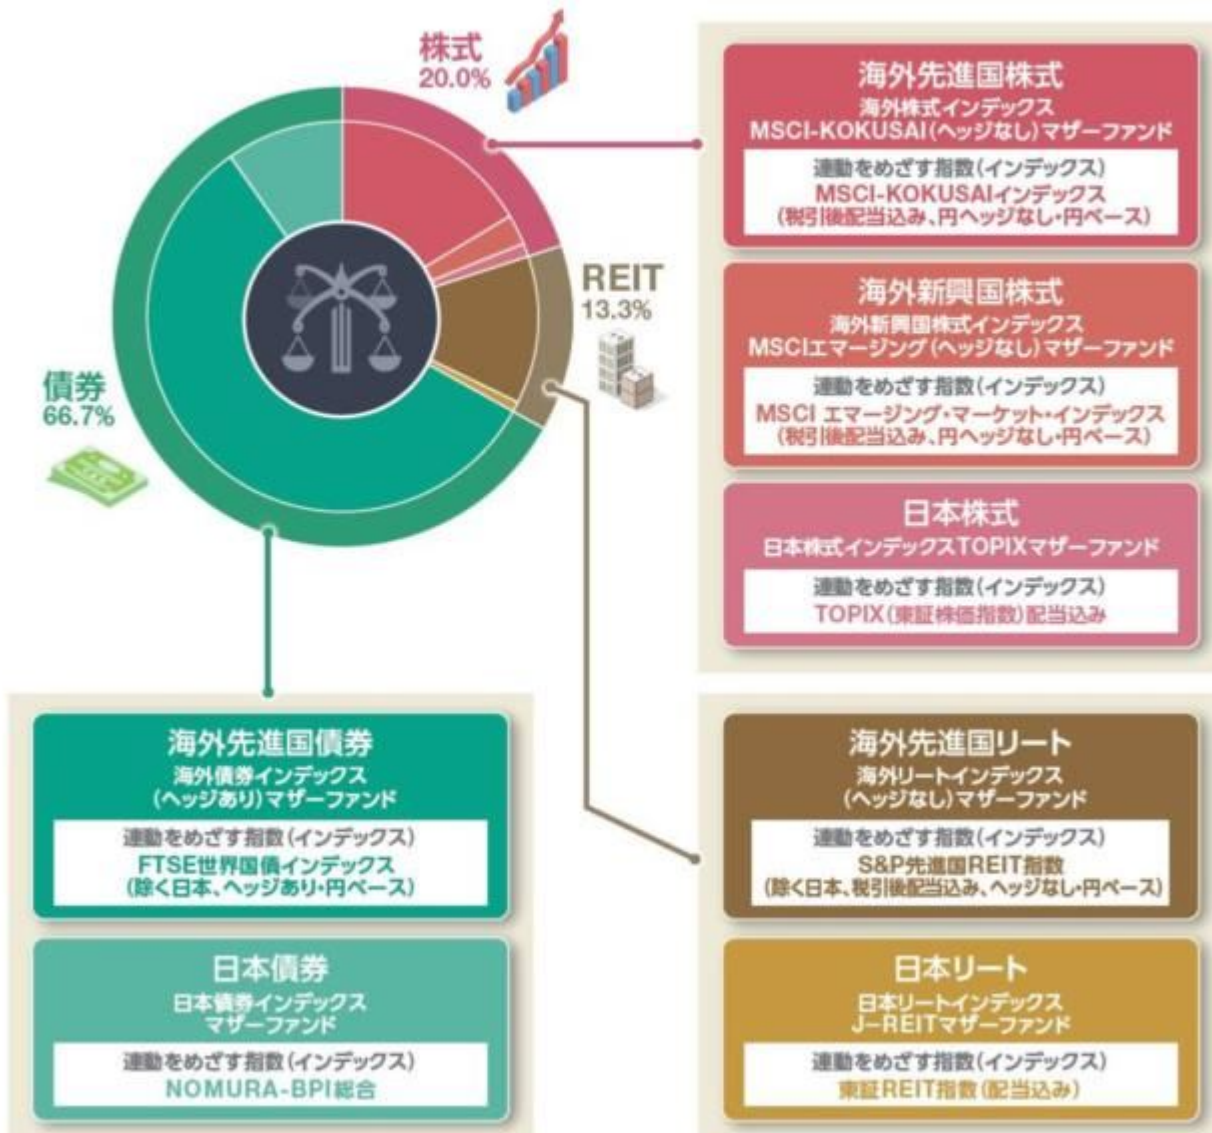 株式
20.0%
REIT
13.3%
債券
66.7%
海外先進国株式
海外株式インデックス
MSCI-KOKUSAI(ヘッジなし)マザーファンド
連動をめざす指数(インデックス)
MSCI-KOKUSAIインデックス
(税引後配当込み、円ヘッジなし・円ベース)
海外新興国株式
海外新興国株式インデックス
MSCIエマージング(ヘッジなし)マザーファンド
連動をめざす指数(インデックス)
MSCI エマージング・マーケット・インデックス
(税引後配当込み、円ヘッジなし・円ベース)
日本株式
日本株式インデックスTOPIXマザーファンド
連動をめざす指数(インデックス)
TOPIX(東証株価指数)配当込み
海外先進国債券
海外債券インデックス
(ヘッジあり)マザーファンド
連動をめざす指数(インデックス)
FTSE世界国債インデックス
(除く日本、ヘッジあり・円ベース)
日本債券
日本債券インデックス
マザーファンド
連動をめざす指数(インデックス)
NOMURA-BPI総合
海外先進国リート
海外リートインデックス
(ヘッジなし)マザーファンド
連動をめざす指数(インデックス)
S&P先進国REIT指数
(除く日本、税引後配当込み、ヘッジなし・円ベース)
日本リート
日本リートインデックス
J-REITマザーファンド
連動をめざす指数(インデックス)
東証REIT指数(配当込み)